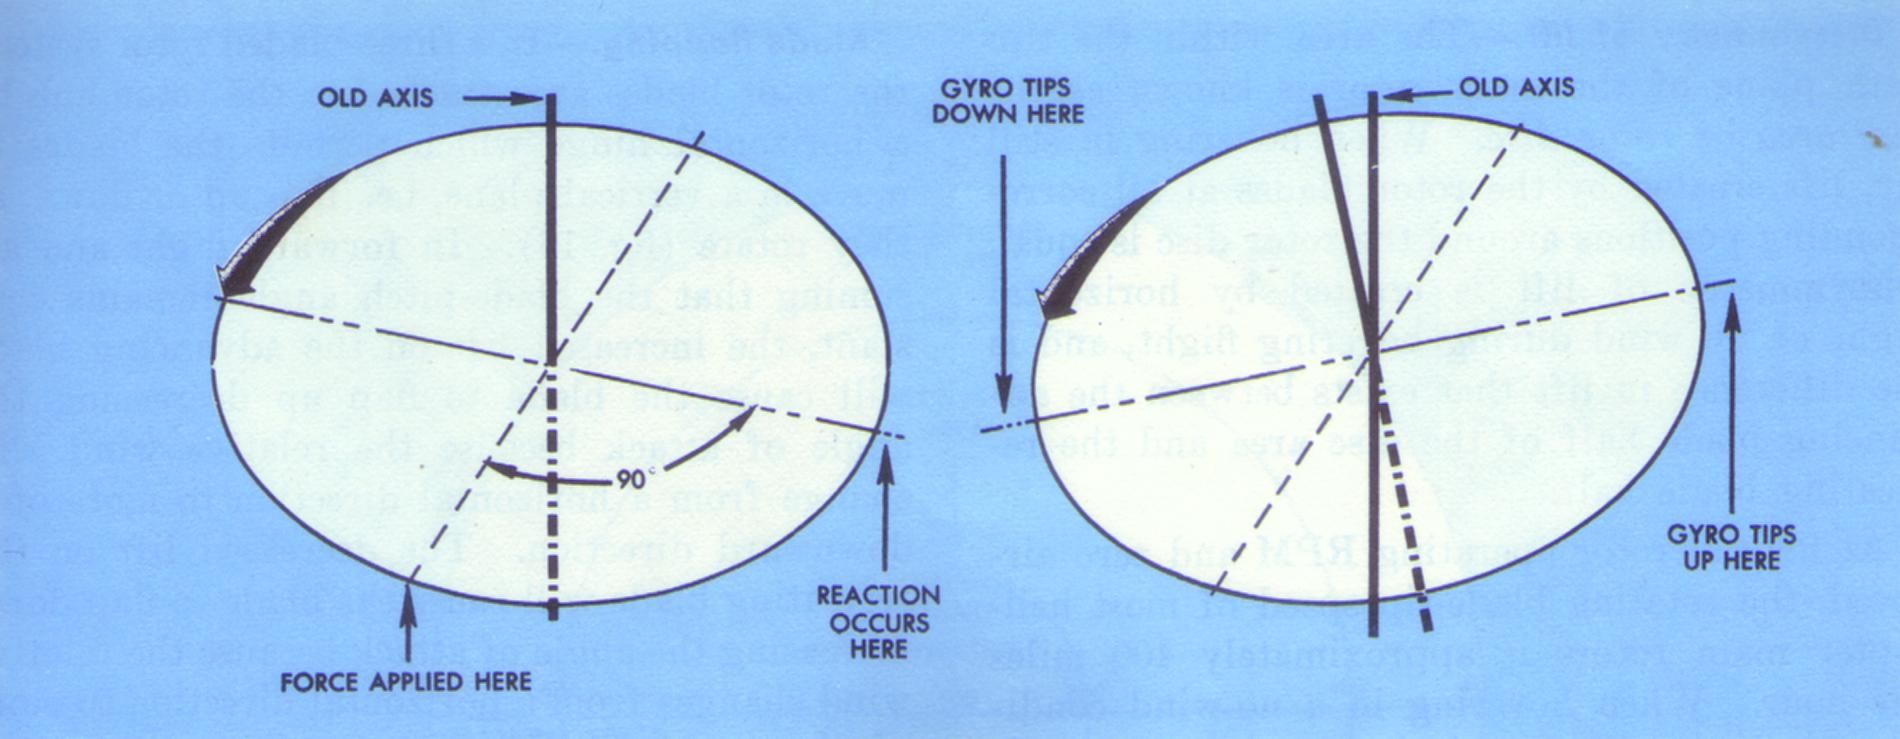 OLD AXIS
90°
FORCE APPLIED HERE
REACTION
OCCURS
HERE
GYRO TIPS
DOWN HERE
OLD AXIS
GYRO TIPS
UP HERE